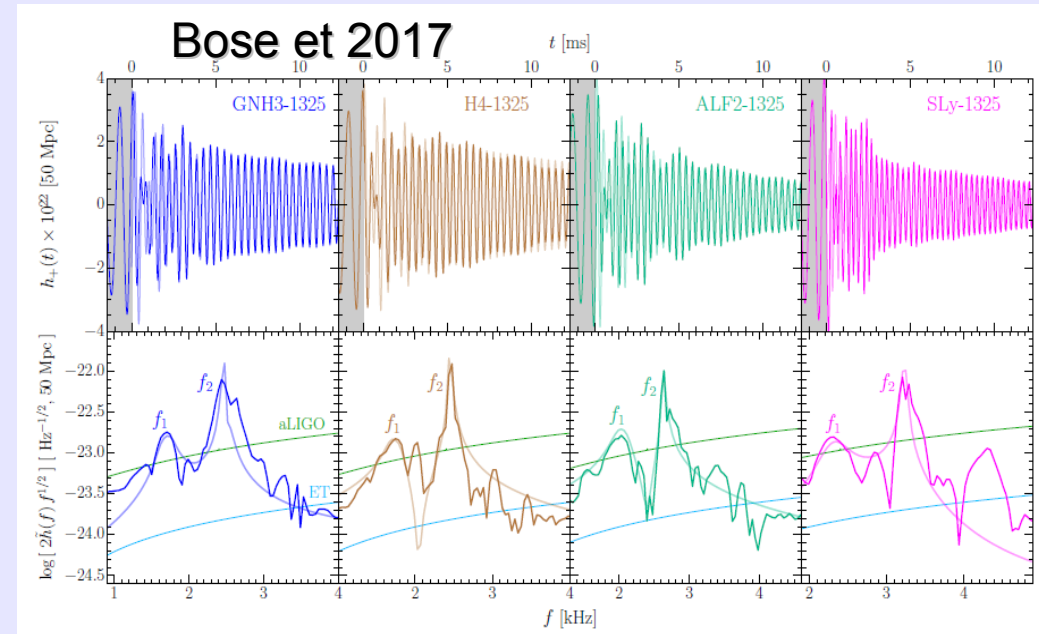 Bose et 2017
t [ms]
0 5 10 0 5 10 0 5 10 0 5 10
GNH3-1325 H4-1325 ALF2-1325 SLy-1325
4
2
0
−2
−4
h₊(t) × 10²² [50 Mpc]
−22.0
−22.5
−23.0
−23.5
−24.0
−24.5
log [ 2h̃(f) f^{1/2} ] [ Hz^{−1/2}, 50 Mpc ]
f₂ f₂ f₂ f₂
f₁ f₁ f₁ f₁
aLIGO
ET
1 2 3 4 2 3 4 2 3 4 2 3 4
f [kHz]